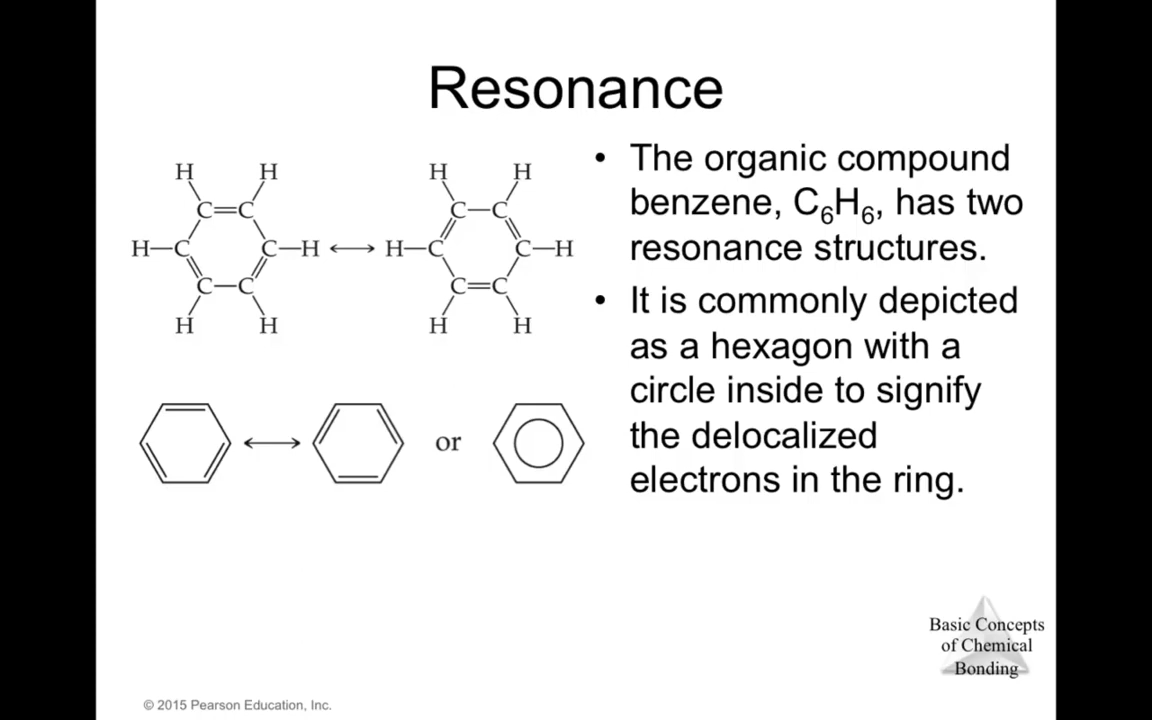 Resonance
H H H H
C=C C–C
H–C C–H ⟷ H–C C–H
C–C C=C
H H H H
or
• The organic compound
benzene, C₆H₆, has two
resonance structures.
• It is commonly depicted
as a hexagon with a
circle inside to signify
the delocalized
electrons in the ring.
Basic Concepts
of Chemical
Bonding
© 2015 Pearson Education, Inc.